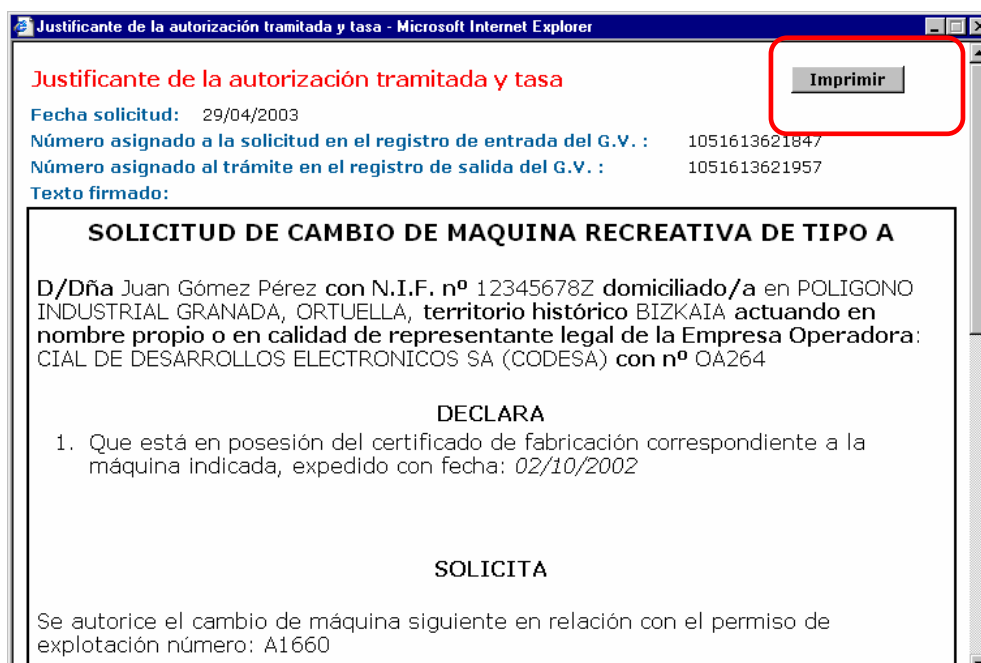 Justificante de la autorización tramitada y tasa - Microsoft Internet Explorer
Justificante de la autorización tramitada y tasa
Imprimir
Fecha solicitud: 29/04/2003
Número asignado a la solicitud en el registro de entrada del G.V. : 1051613621847
Número asignado al trámite en el registro de salida del G.V. : 1051613621957
Texto firmado:
SOLICITUD DE CAMBIO DE MAQUINA RECREATIVA DE TIPO A
D/Dña Juan Gómez Pérez con N.I.F. nº 12345678Z domiciliado/a en POLIGONO
INDUSTRIAL GRANADA, ORTUELLA, territorio histórico BIZKAIA actuando en
nombre propio o en calidad de representante legal de la Empresa Operadora:
CIAL DE DESARROLLOS ELECTRONICOS SA (CODESA) con nº OA264
DECLARA
1. Que está en posesión del certificado de fabricación correspondiente a la
máquina indicada, expedido con fecha: 02/10/2002
SOLICITA
Se autorice el cambio de máquina siguiente en relación con el permiso de
explotación número: A1660